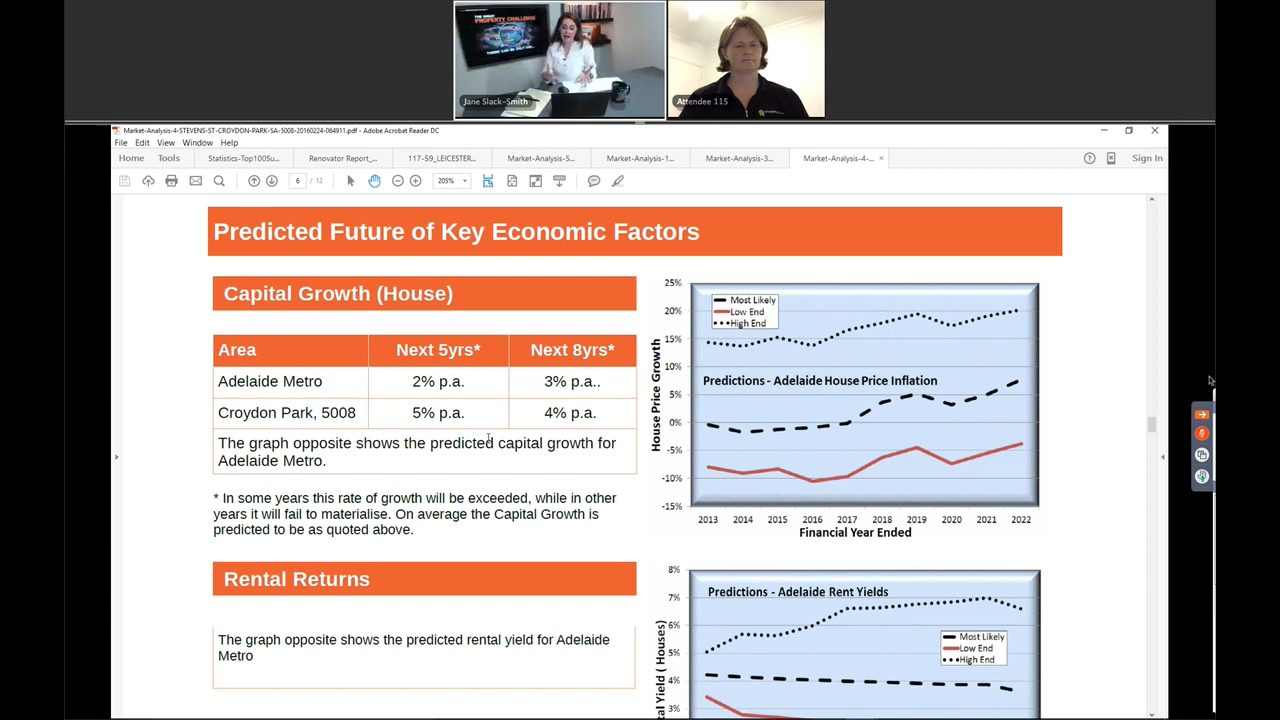 THE GREAT
PROPERTY CHALLENGE
Jane Slack-Smith
Attendee 115
Market-Analysis-4-STEVENS-ST-CROYDON-PARK-SA-5008-20160224-064911.pdf - Adobe Acrobat Reader DC
File Edit View Window Help
Home Tools Statistics-Top100Su... Renovator Report_... 117-59_LEICESTER... Market-Analysis-5... Market-Analysis-1... Market-Analysis-3... Market-Analysis-4-... × Sign In
6 / 12 205%
Predicted Future of Key Economic Factors
Capital Growth (House)
Area Next 5yrs* Next 8yrs*
Adelaide Metro 2% p.a. 3% p.a..
Croydon Park, 5008 5% p.a. 4% p.a.
The graph opposite shows the predicted capital growth for
Adelaide Metro.
* In some years this rate of growth will be exceeded, while in other
years it will fail to materialise. On average the Capital Growth is
predicted to be as quoted above.
25%
20%
15%
10%
5%
0%
-5%
-10%
-15%
House Price Growth
Most Likely
Low End
High End
Predictions - Adelaide House Price Inflation
2013 2014 2015 2016 2017 2018 2019 2020 2021 2022
Financial Year Ended
Rental Returns
The graph opposite shows the predicted rental yield for Adelaide
Metro
8%
7%
6%
5%
4%
3%
Yield ( Houses)
Predictions - Adelaide Rent Yields
Most Likely
Low End
High End